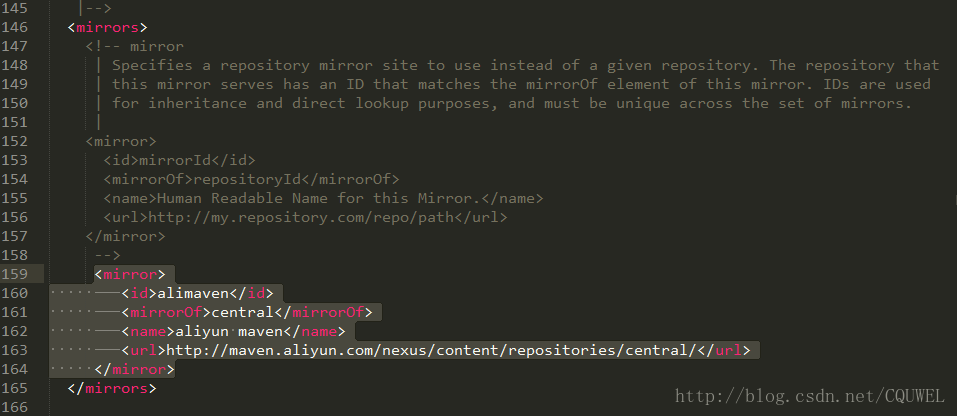 145 |-->
146 <mirrors>
147 <!-- mirror
148 | Specifies a repository mirror site to use instead of a given repository. The repository that
149 | this mirror serves has an ID that matches the mirrorOf element of this mirror. IDs are used
150 | for inheritance and direct lookup purposes, and must be unique across the set of mirrors.
151 |
152 <mirror>
153 <id>mirrorId</id>
154 <mirrorOf>repositoryId</mirrorOf>
155 <name>Human Readable Name for this Mirror.</name>
156 <url>http://my.repository.com/repo/path</url>
157 </mirror>
158 -->
159 <mirror>
160 <id>alimaven</id>
161 <mirrorOf>central</mirrorOf>
162 <name>aliyun maven</name>
163 <url>http://maven.aliyun.com/nexus/content/repositories/central/</url>
164 </mirror>
165 </mirrors>
166
http://blog.csdn.net/CQUWEL